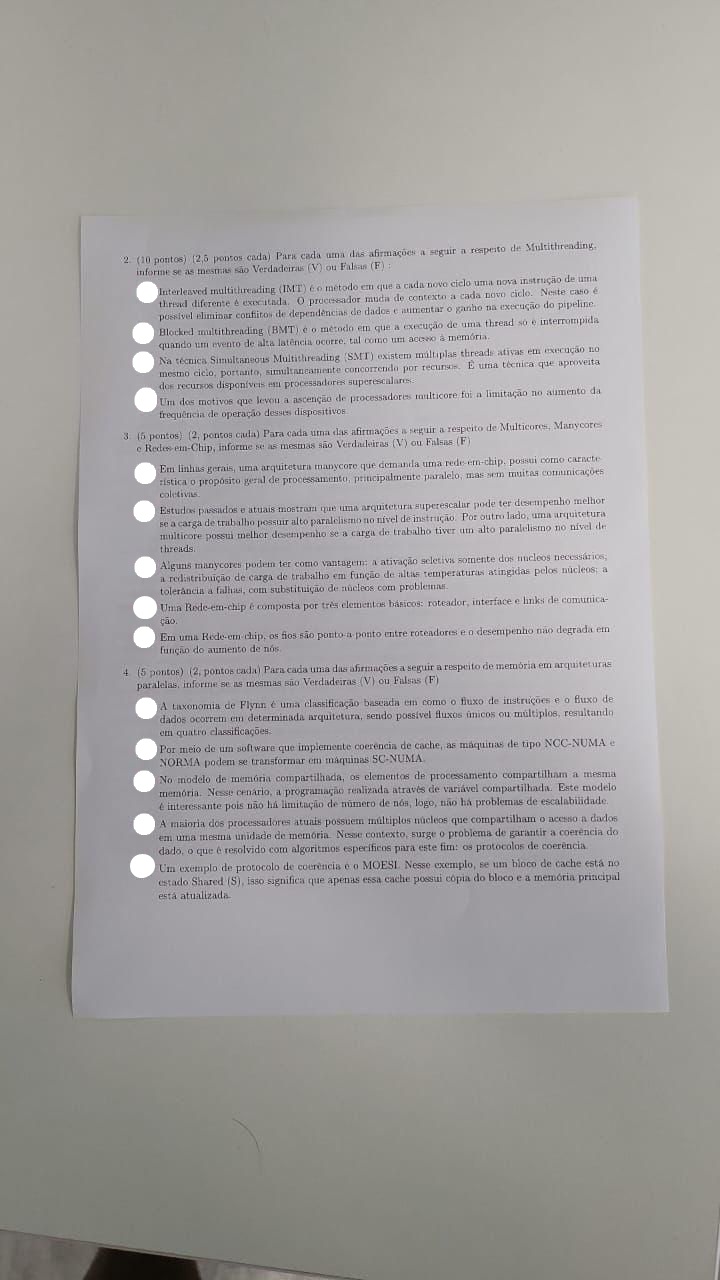 2. (10 pontos) (2,5 pontos cada) Para cada uma das afirmações a seguir a respeito de Multithreading,
informe se as mesmas são Verdadeiras (V) ou Falsas (F) :
Interleaved multithreading (IMT) é o método em que a cada novo ciclo uma nova instrução de uma
thread diferente é executada. O processador muda de contexto a cada novo ciclo. Neste caso é
possível eliminar conflitos de dependências de dados e aumentar o ganho na execução do pipeline.
Blocked multithreading (BMT) é o método em que a execução de uma thread só é interrompida
quando um evento de alta latência ocorre, tal como um acesso à memória.
Na técnica Simultaneous Multithreading (SMT) existem múltiplas threads ativas em execução no
mesmo ciclo, portanto, simultaneamente concorrendo por recursos. É uma técnica que aproveita
dos recursos disponíveis em processadores superescalares.
Um dos motivos que levou a ascenção de processadores multicore foi a limitação no aumento da
frequência de operação desses dispositivos.
3. (5 pontos) (2, pontos cada) Para cada uma das afirmações a seguir a respeito de Multicores, Manycores
e Redes-em-Chip, informe se as mesmas são Verdadeiras (V) ou Falsas (F)
Em linhas gerais, uma arquitetura manycore que demanda uma rede-em-chip, possui como caracte-
rística o propósito geral de processamento, principalmente paralelo, mas sem muitas comunicações
coletivas.
Estudos passados e atuais mostram que uma arquitetura superescalar pode ter desempenho melhor
se a carga de trabalho possuir alto paralelismo no nível de instrução. Por outro lado, uma arquitetura
multicore possui melhor desempenho se a carga de trabalho tiver um alto paralelismo no nível de
threads.
Alguns manycores podem ter como vantagem: a ativação seletiva somente dos núcleos necessários;
a redistribuição de carga de trabalho em função de altas temperaturas atingidas pelos núcleos; a
tolerância a falhas, com substituição de núcleos com problemas.
Uma Rede-em-chip é composta por três elementos básicos: roteador, interface e links de comunica-
ção.
Em uma Rede-em-chip, os fios são ponto-a-ponto entre roteadores e o desempenho não degrada em
função do aumento de nós.
4. (5 pontos) (2, pontos cada) Para cada uma das afirmações a seguir a respeito de memória em arquiteturas
paralelas, informe se as mesmas são Verdadeiras (V) ou Falsas (F)
A taxonomia de Flynn é uma classificação baseada em como o fluxo de instruções e o fluxo de
dados ocorrem em determinada arquitetura, sendo possível fluxos únicos ou múltiplos, resultando
em quatro classificações.
Por meio de um software que implemente coerência de cache, as máquinas de tipo NCC-NUMA e
NORMA podem se transformar em máquinas SC-NUMA.
No modelo de memória compartilhada, os elementos de processamento compartilham a mesma
memória. Nesse cenário, a programação realizada através de variável compartilhada. Este modelo
é interessante pois não há limitação de número de nós, logo, não há problemas de escalabilidade.
A maioria dos processadores atuais possuem múltiplos núcleos que compartilham o acesso a dados
em uma mesma unidade de memória. Nesse contexto, surge o problema de garantir a coerência do
dado, o que é resolvido com algoritmos específicos para este fim: os protocolos de coerência.
Um exemplo de protocolo de coerência é o MOESI. Nesse exemplo, se um bloco de cache está no
estado Shared (S), isso significa que apenas essa cache possui cópia do bloco e a memória principal
está atualizada.